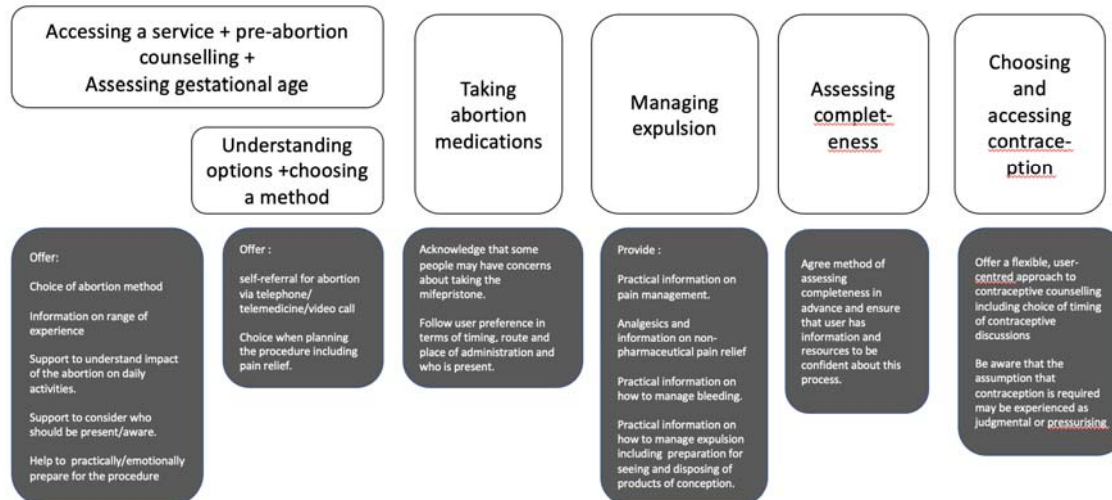 Accessing a service + pre-abortion
counselling +
Assessing gestational age
Understanding
options +choosing
a method
Taking
abortion
medications
Managing
expulsion
Assessing
complet-
eness
Choosing
and
accessing
contrace-
ption
Offer:
Choice of abortion method
Information on range of
experience
Support to understand impact
of the abortion on daily
activities.
Support to consider who
should be present/aware.
Help to practically/emotionally
prepare for the procedure
Offer :
self-referral for abortion
via telephone/
telemedicine/video call
Choice when planning
the procedure including
pain relief.
Acknowledge that some
people may have concerns
about taking the
mifepristone.
Follow user preference in
terms of timing, route and
place of administration and
who is present.
Provide :
Practical information on
pain management.
Analgesics and
information on non-
pharmaceutical pain relief
Practical information on
how to manage bleeding.
Practical information on
how to manage expulsion
including preparation for
seeing and disposing of
products of conception.
Agree method of
assessing
completeness in
advance and ensure
that user has
information and
resources to be
confident about this
process.
Offer a flexible, user-
centred approach to
contraceptive counselling
including choice of timing
of contraceptive
discussions
Be aware that the
assumption that
contraception is required
may be experienced as
judgmental or pressurising